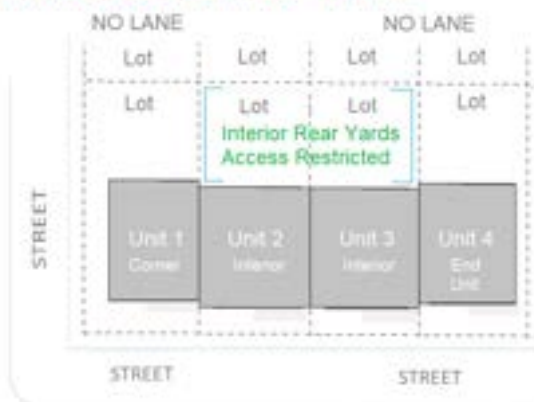 NO LANE NO LANE
Lot Lot Lot Lot
Lot Lot Lot Lot
Interior Rear Yards
Access Restricted
STREET
Unit 1 Unit 2 Unit 3 Unit 4
Corner Interior Interior End
Unit
STREET STREET